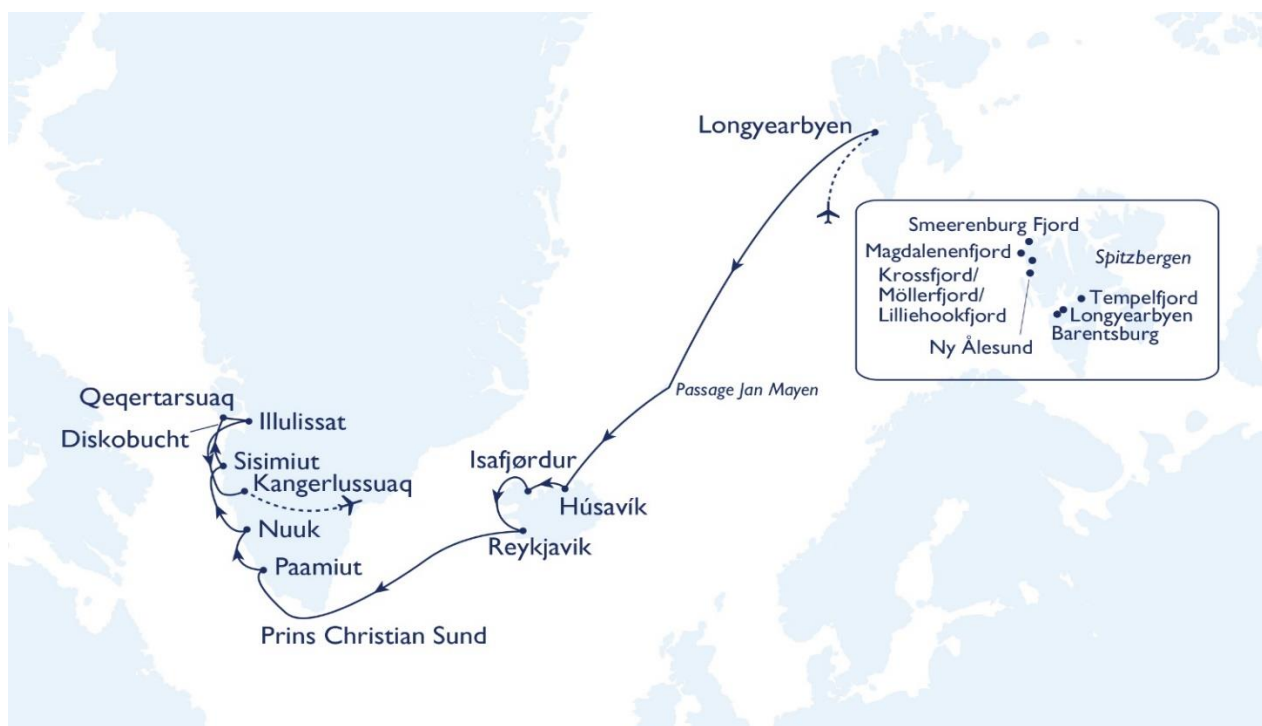 Longyearbyen
Smeerenburg Fjord
Magdalenenfjord
Spitzbergen
Krossfjord/
Möllerfjord/
Lilliehookfjord
Tempelfjord
Longyearbyen
Barentsburg
Ny Ålesund
Passage Jan Mayen
Qeqertarsuaq
Illulissat
Diskobucht
Sisimiut
Kangerlussuaq
Isafjørdur
Húsavík
Nuuk
Reykjavik
Paamiut
Prins Christian Sund